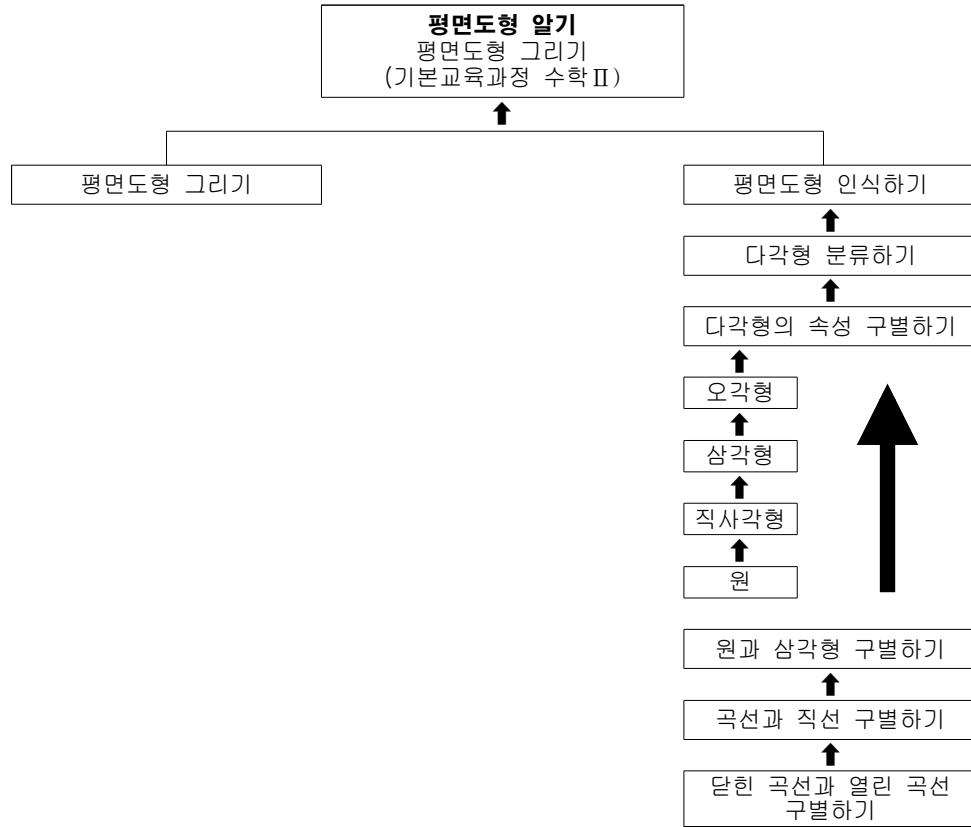 평면도형 알기
평면도형 그리기
(기본교육과정 수학Ⅱ)
평면도형 그리기
평면도형 인식하기
다각형 분류하기
다각형의 속성 구별하기
오각형
삼각형
직사각형
원
원과 삼각형 구별하기
곡선과 직선 구별하기
닫힌 곡선과 열린 곡선
구별하기